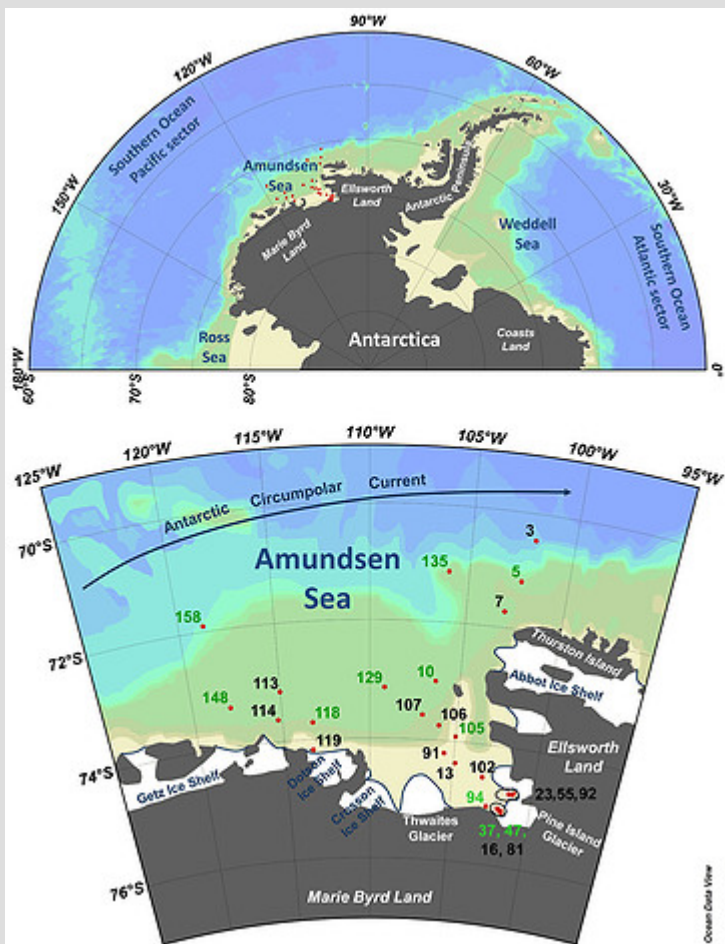 90°W
120°W
60°W
Southern Ocean
Pacific sector
150°W
30°W
Amundsen
Sea
Ellsworth
Land
Antarctic Peninsula
Marie Byrd
Land
Weddell
Sea
Southern Ocean
Atlantic sector
Ross
Sea
Antarctica
Coasts
Land
180°W
0°
60°S
70°S
80°S
110°W
115°W
105°W
120°W
100°W
125°W
95°W
Antarctic Circumpolar Current
70°S
3
Amundsen
Sea
135
5
7
158
72°S
Thurston Island
Abbot Ice Shelf
113
129
10
148
114
118
107
106
105
119
91
13
102
Ellsworth
Land
74°S
Getz Ice Shelf
Dotson
Ice Shelf
Crosson
Ice Shelf
94
23,55,92
Thwaites
Glacier
37, 47,
16, 81
Pine Island
Glacier
76°S
Marie Byrd Land
Ocean Data View